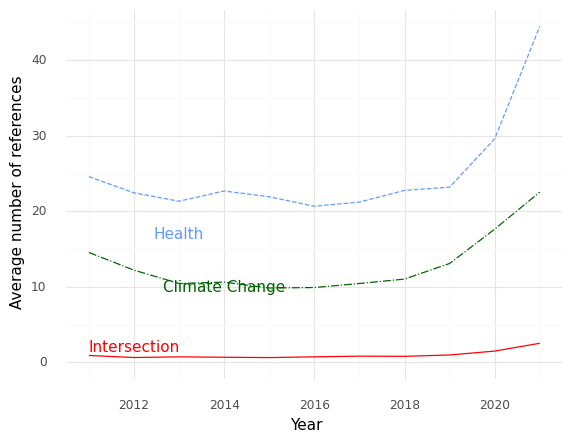 Average number of references
40
30
20
10
0
Health
Climate Change
Intersection
2012 2014 2016 2018 2020
Year